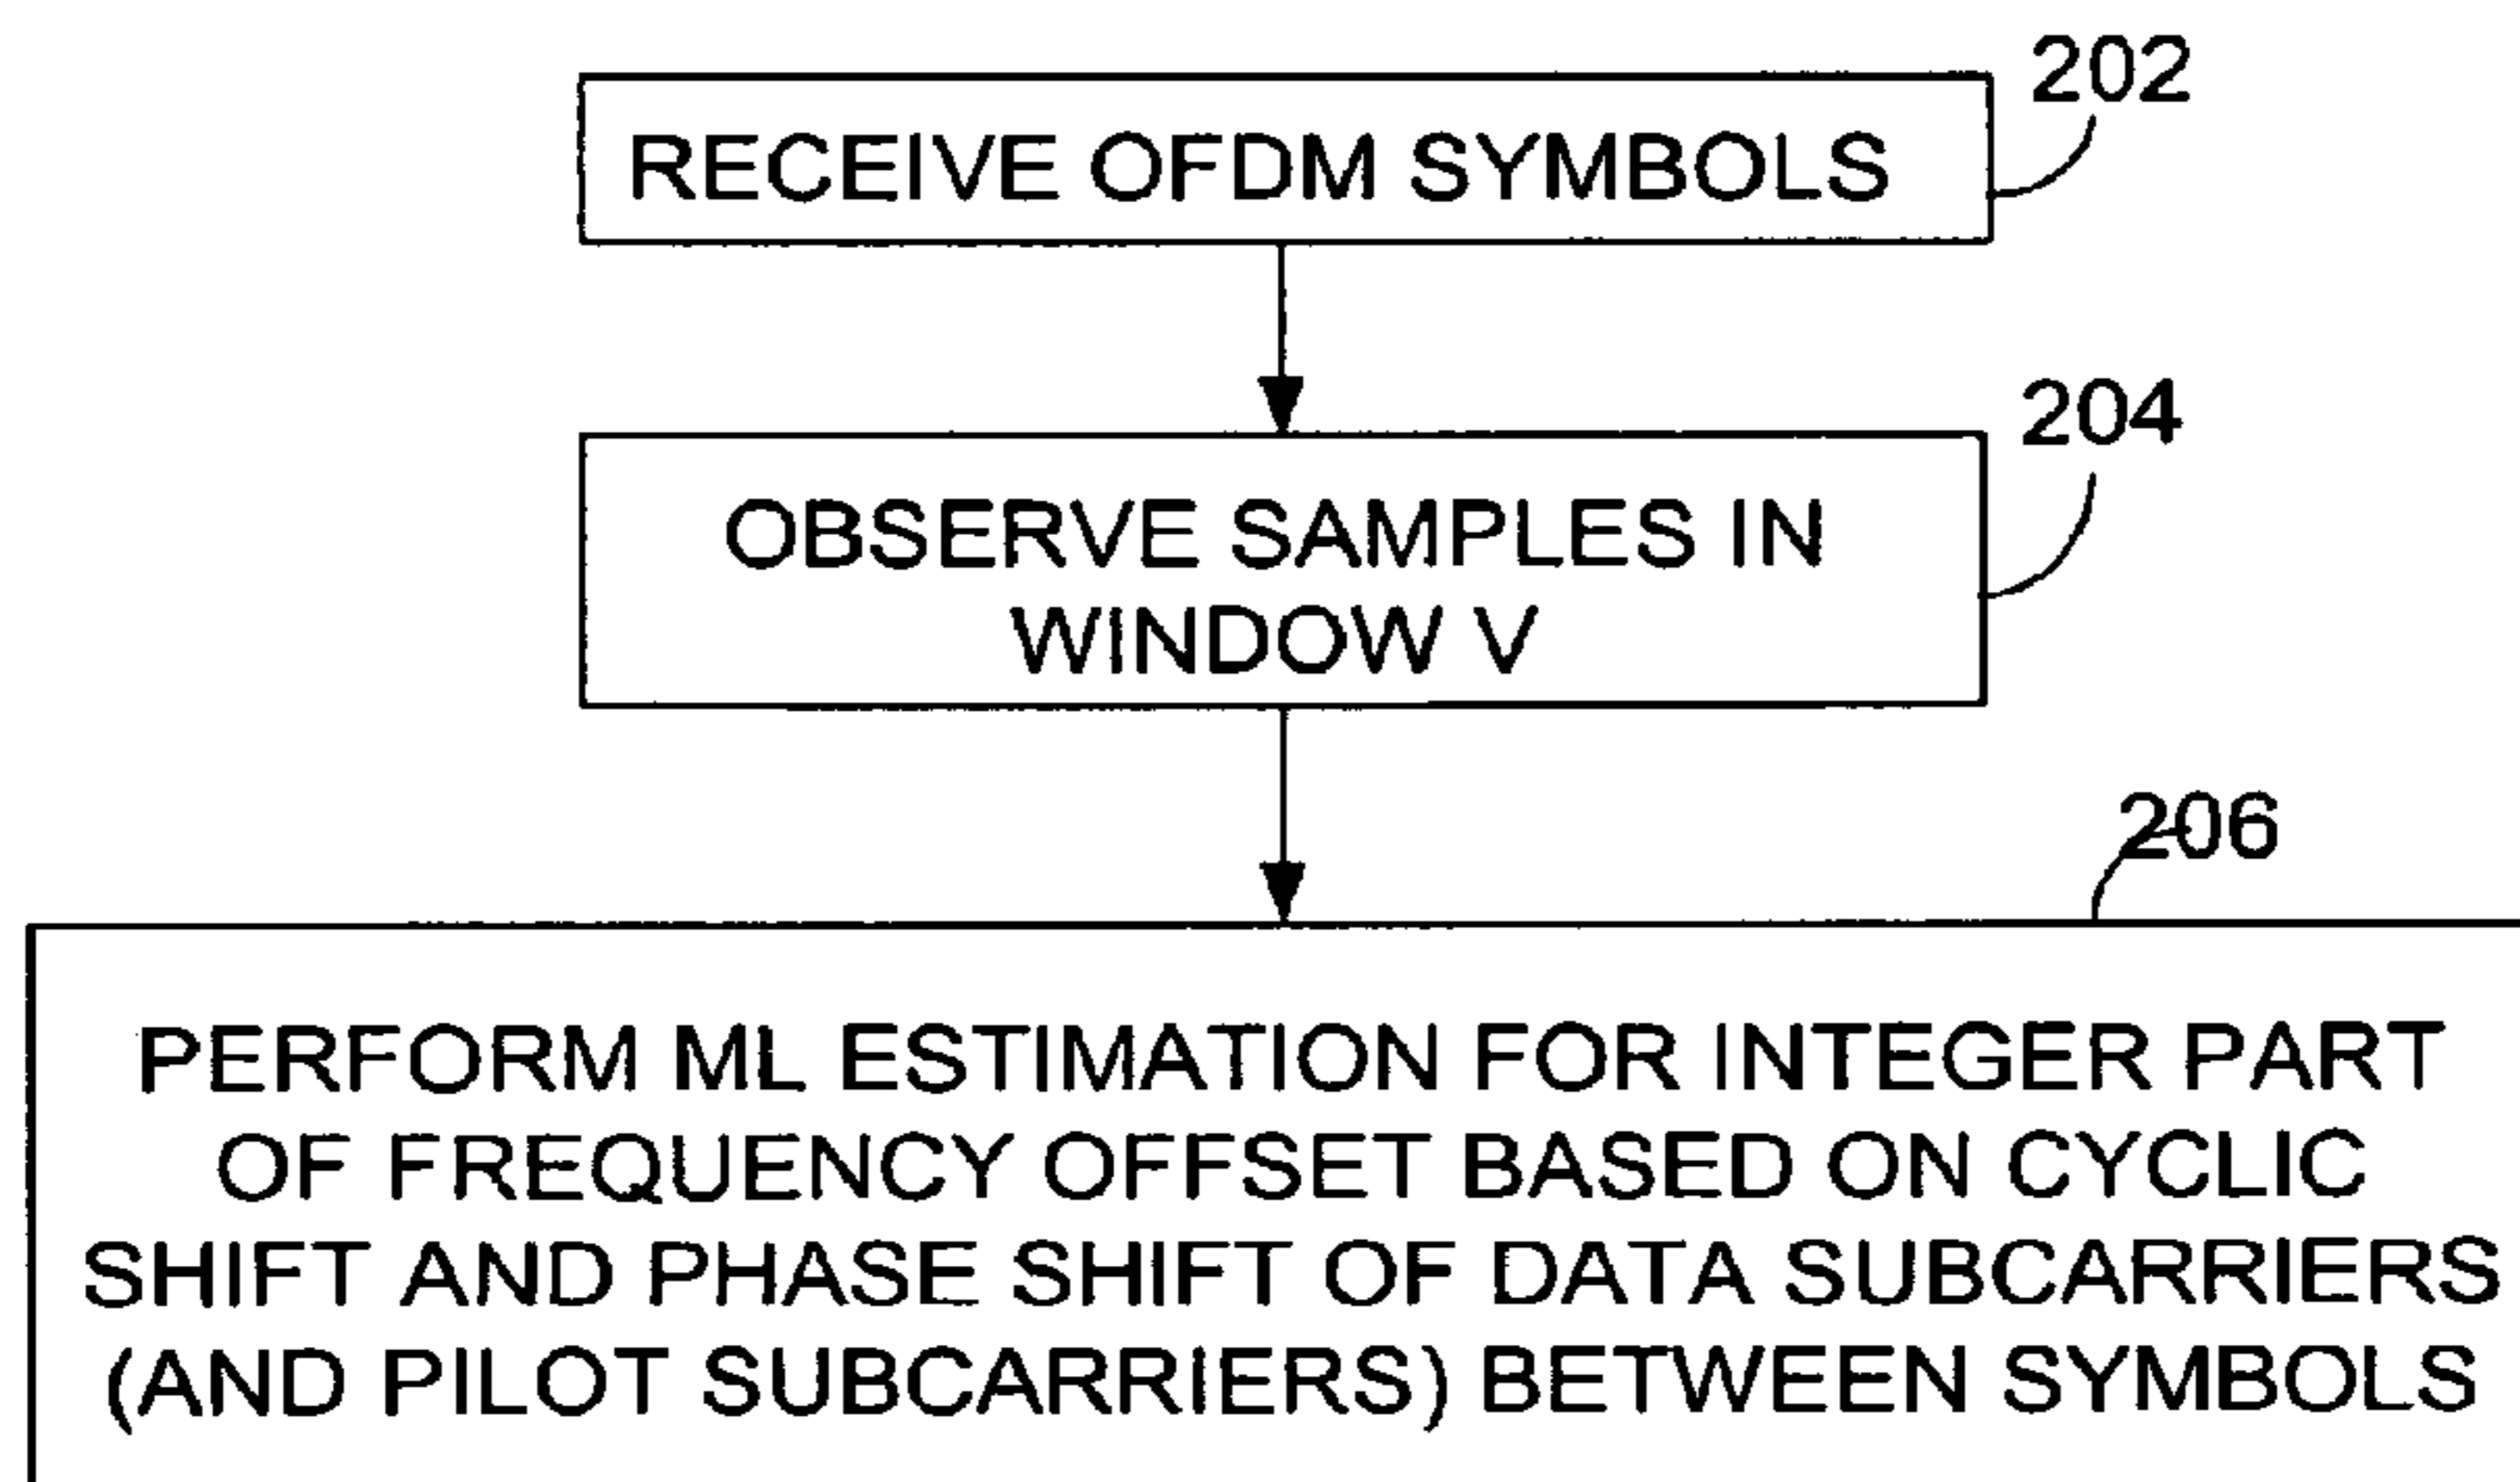 202
RECEIVE OFDM SYMBOLS
204
OBSERVE SAMPLES IN
WINDOW V
206
PERFORM ML ESTIMATION FOR INTEGER PART
OF FREQUENCY OFFSET BASED ON CYCLIC
SHIFT AND PHASE SHIFT OF DATA SUBCARRIERS
(AND PILOT SUBCARRIERS) BETWEEN SYMBOLS